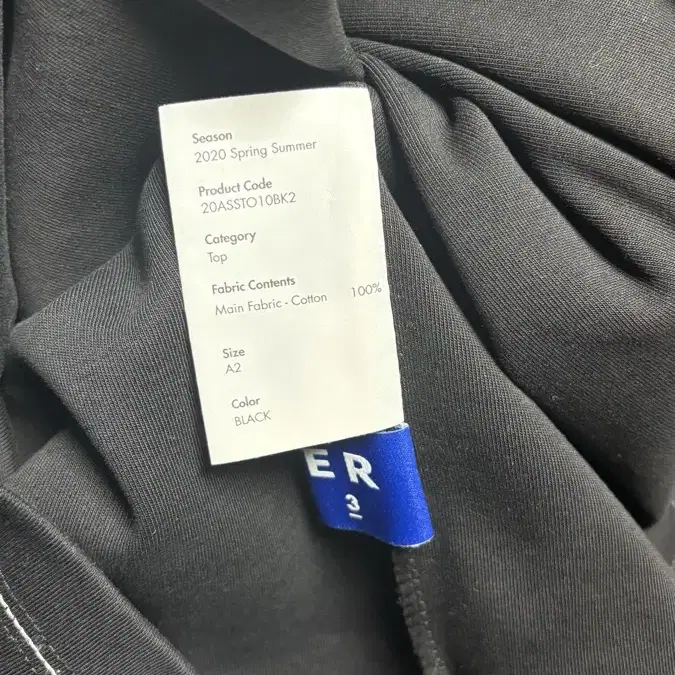 Season
2020 Spring Summer
Product Code
20ASSTO10BK2
Category
Top
Fabric Contents
Main Fabric - Cotton 100%
Size
A2
Color
BLACK
ER
3